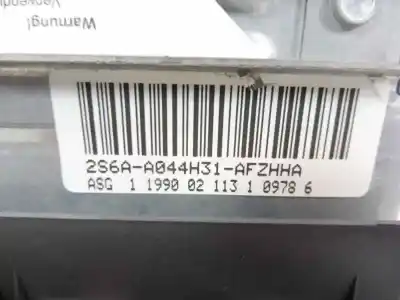 Warnung!
2S6A-A044H31-AFZHHA
ASG 1 1990 02 113 1 0978 6